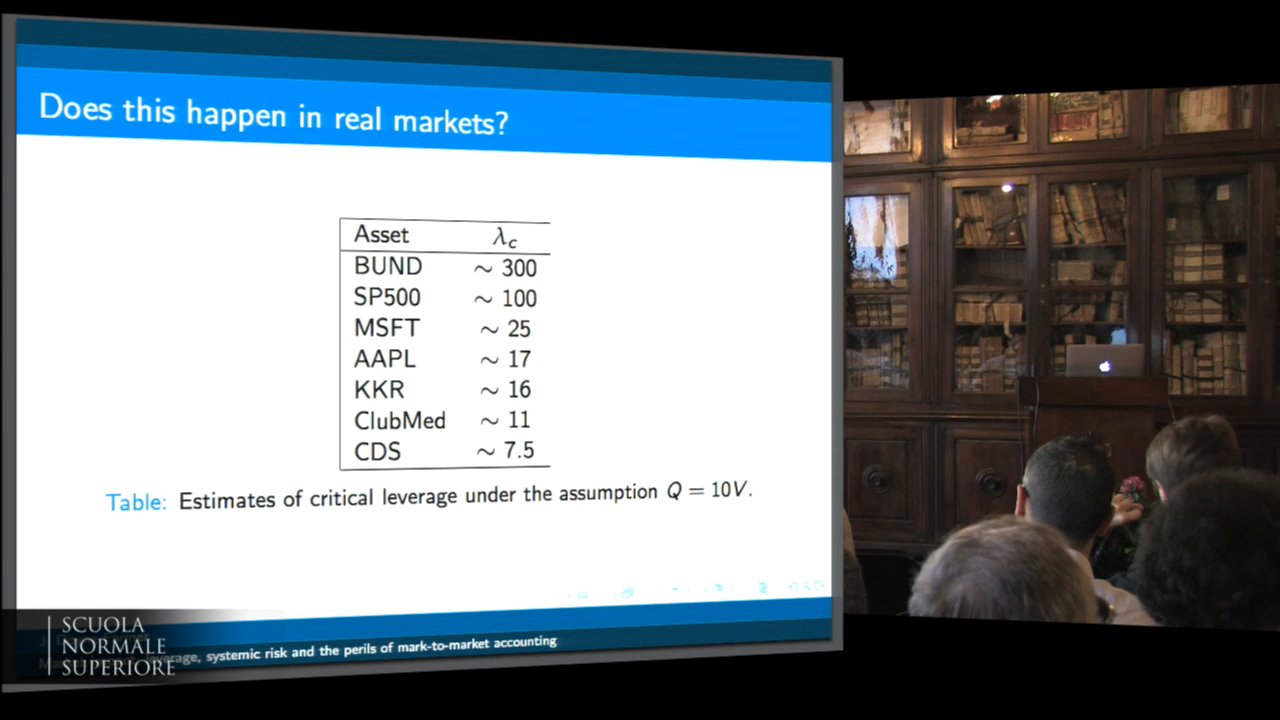 Does this happen in real markets?
Asset λc
BUND ∼ 300
SP500 ∼ 100
MSFT ∼ 25
AAPL ∼ 17
KKR ∼ 16
ClubMed ∼ 11
CDS ∼ 7.5
Table: Estimates of critical leverage under the assumption Q = 10V.
systemic risk and the perils of mark-to-market accounting
SCUOLA
NORMALE
SUPERIORE